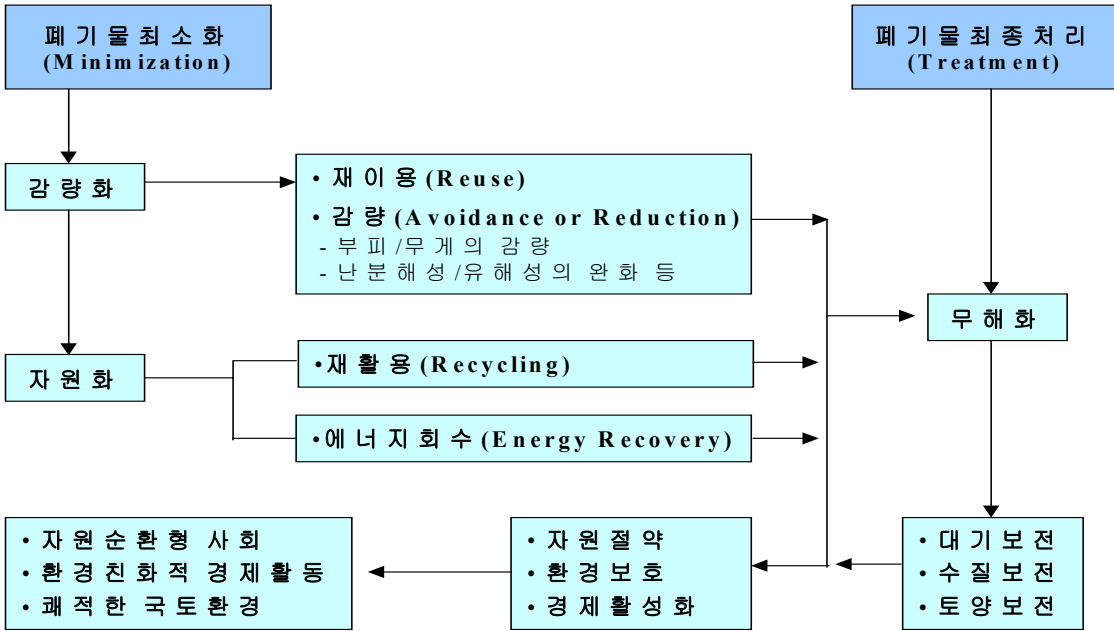 폐기물최소화
(Minimization)
폐기물최종처리
(Treatment)
감량화
• 재이용 (Reuse)
• 감량 (Avoidance or Reduction)
- 부피/무게의 감량
- 난분해성/유해성의 완화 등
무해화
자원화
• 재활용 (Recycling)
• 에너지회수 (Energy Recovery)
• 자원순환형 사회
• 환경친화적 경제활동
• 쾌적한 국토환경
• 자원절약
• 환경보호
• 경제활성화
• 대기보전
• 수질보전
• 토양보전